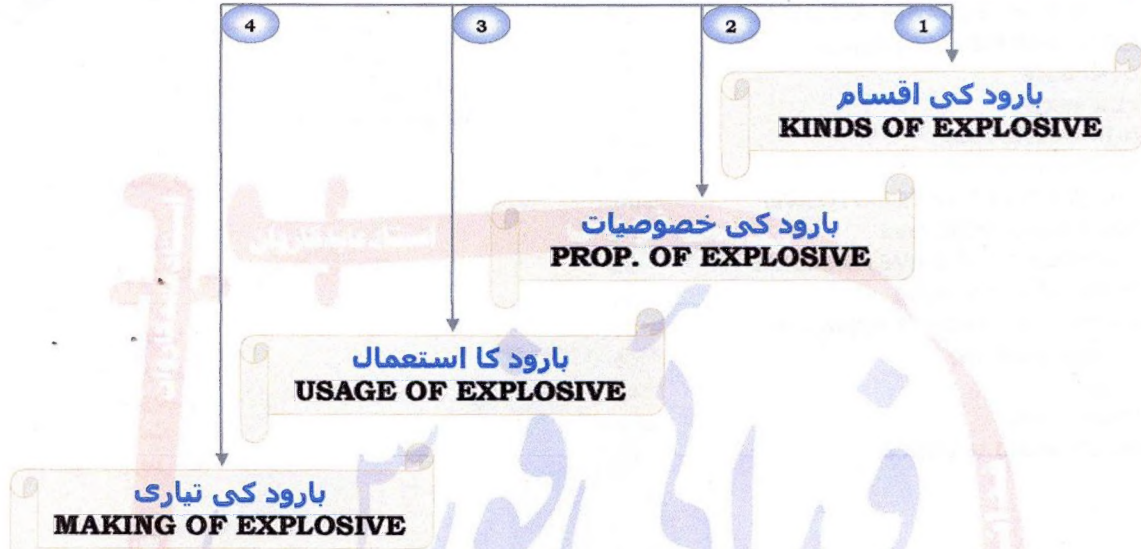 1
2
3
4
بارود کی اقسام
KINDS OF EXPLOSIVE
بارود کی خصوصیات
PROP. OF EXPLOSIVE
بارود کا استعمال
USAGE OF EXPLOSIVE
بارود کی تیاری
MAKING OF EXPLOSIVE